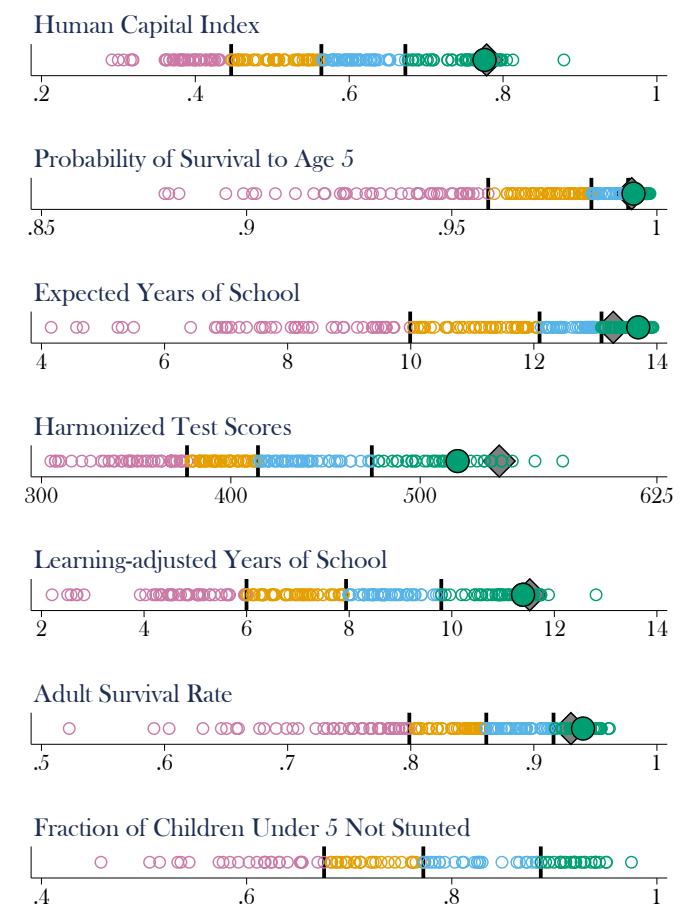 Human Capital Index
.2 .4 .6 .8 1
Probability of Survival to Age 5
.85 .9 .95 1
Expected Years of School
4 6 8 10 12 14
Harmonized Test Scores
300 400 500 625
Learning-adjusted Years of School
2 4 6 8 10 12 14
Adult Survival Rate
.5 .6 .7 .8 .9 1
Fraction of Children Under 5 Not Stunted
.4 .6 .8 1